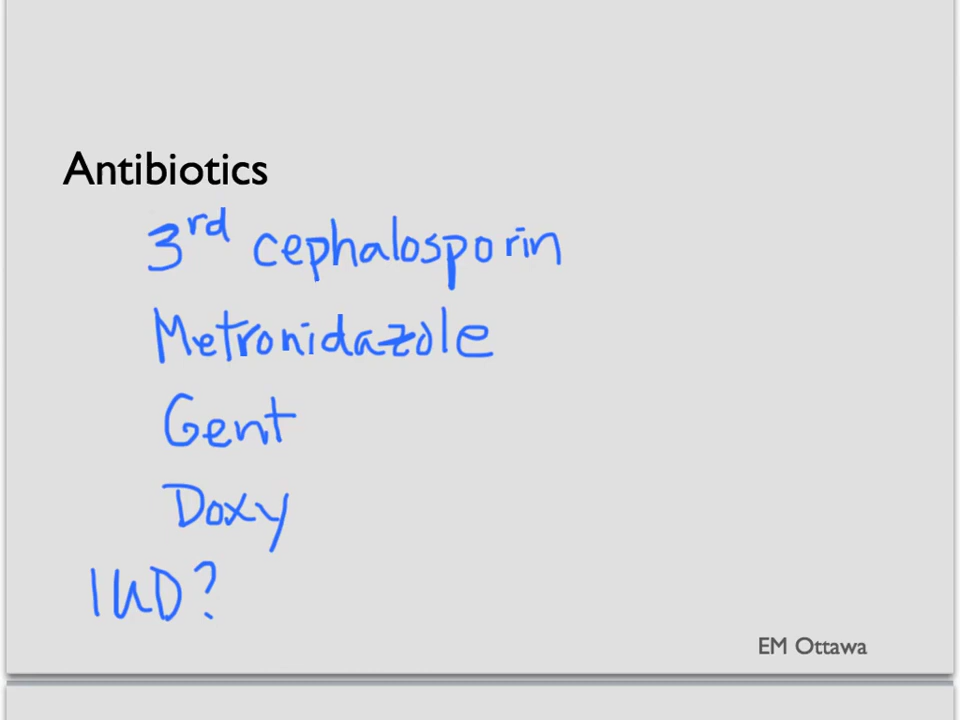 Antibiotics
3rd cephalosporin
Metronidazole
Gent
Doxy
IUD?
EM Ottawa